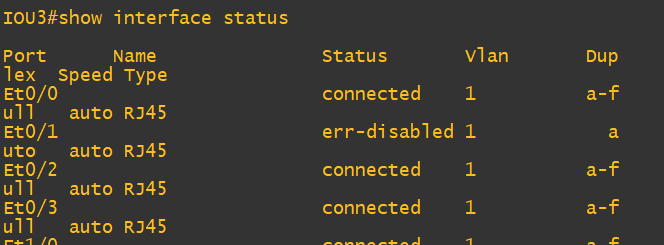 IOU3#show interface status
Port Name Status Vlan Dup
lex Speed Type
Et0/0 connected 1 a-f
ull auto RJ45
Et0/1 err-disabled 1 a
uto auto RJ45
Et0/2 connected 1 a-f
ull auto RJ45
Et0/3 connected 1 a-f
ull auto RJ45
Et1/0 connected 1 a-f